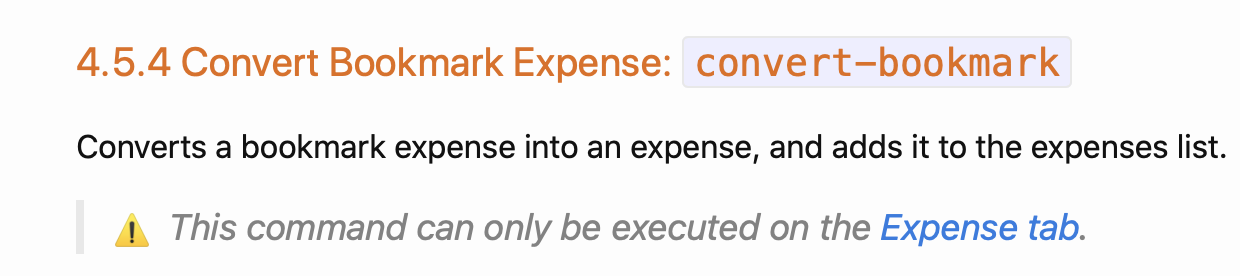 4.5.4 Convert Bookmark Expense: convert-bookmark
Converts a bookmark expense into an expense, and adds it to the expenses list.
⚠️ This command can only be executed on the Expense tab.